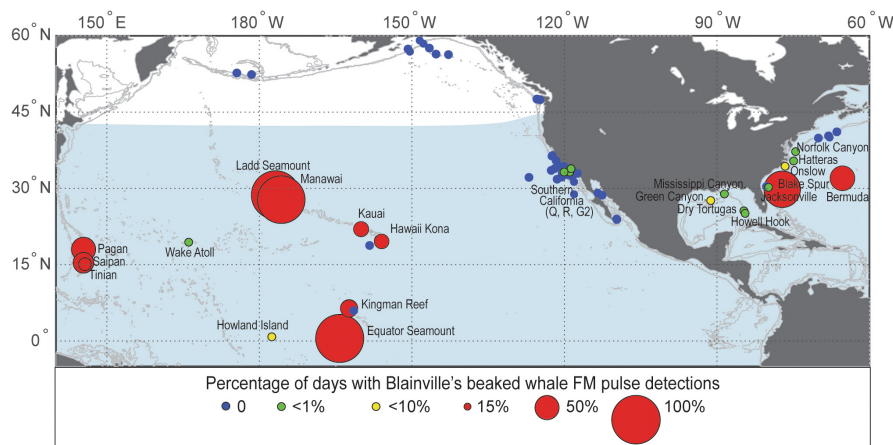 150° E 180° W 150° W 120° W 90° W 60° W
60° N
45° N
30° N
15° N
0°
Ladd Seamount
Manawai
Kauai
Hawaii Kona
Pagan
Saipan
Tinian
Wake Atoll
Kingman Reef
Howland Island
Equator Seamount
Southern
California
(Q, R, G2)
Norfolk Canyon
Hatteras
Onslow
Mississippi Canyon
Blake Spur
Green Canyon
Jacksonville
Bermuda
Dry Tortugas
Howell Hook
Percentage of days with Blainville's beaked whale FM pulse detections
0 <1% <10% 15% 50% 100%